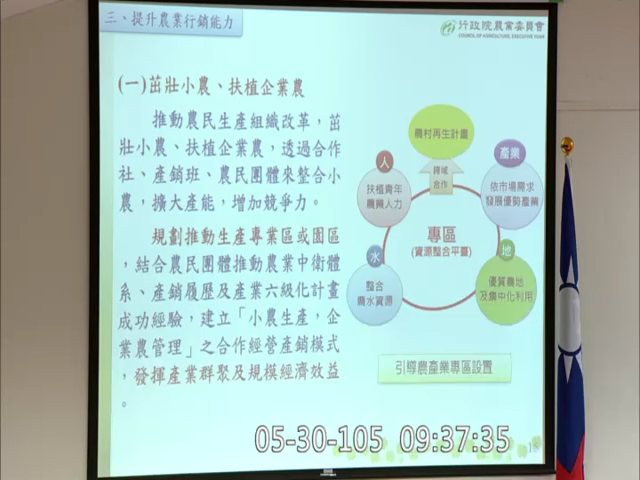 三、提升農業行銷能力
行政院農業委員會
COUNCIL OF AGRICULTURE, EXECUTIVE YUAN
(一)茁壯小農、扶植企業農
推動農民生產組織改革，茁
壯小農、扶植企業農，透過合作
社、產銷班、農民團體來整合小
農，擴大產能，增加競爭力。
規劃推動生產專業區或園區
，結合農民團體推動農業中衛體
系、產銷履歷及產業六級化計畫
成功經驗，建立「小農生產，企
業農管理」之合作經營產銷模式
，發揮產業群聚及規模經濟效益
。
農村再生計畫
跨域
合作
人
扶植青年
農業人力
產業
依市場需求
發展優勢產業
專區
(資源整合平臺)
水
整合
農水資源
地
優質農地
及集中化利用
引導農產業專區設置
05-30-105 09:37:35
18